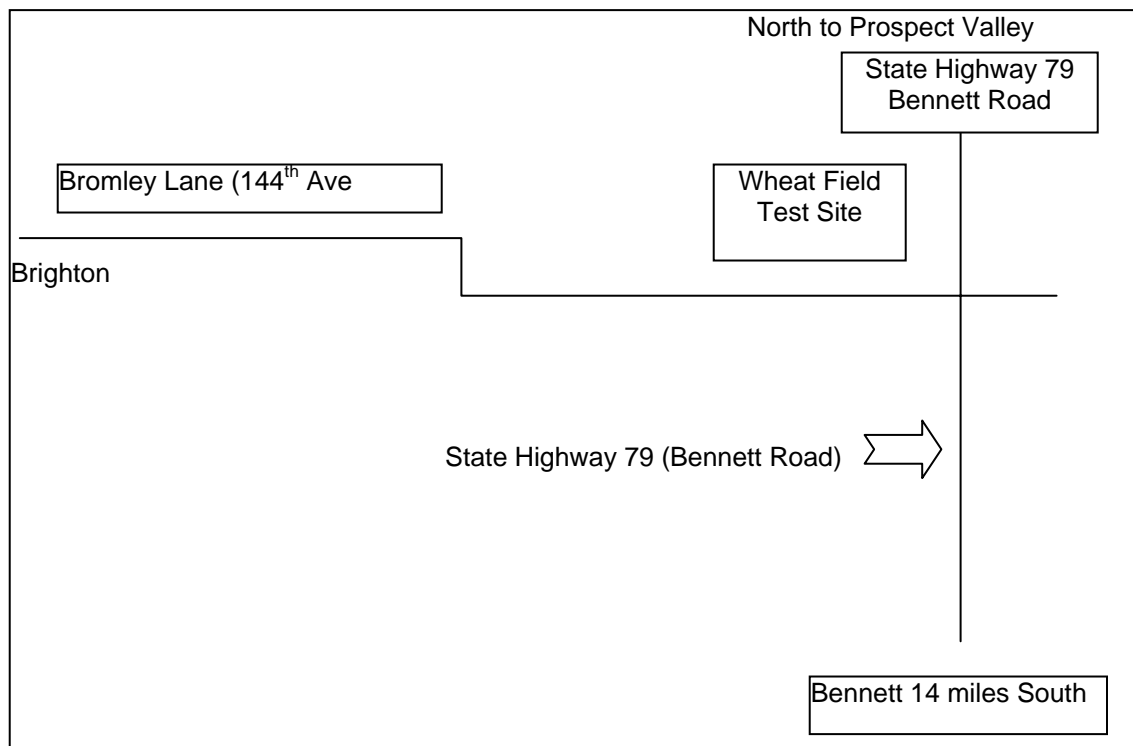 North to Prospect Valley
State Highway 79
Bennett Road
Bromley Lane (144th Ave
Wheat Field
Test Site
Brighton
State Highway 79 (Bennett Road)
Bennett 14 miles South